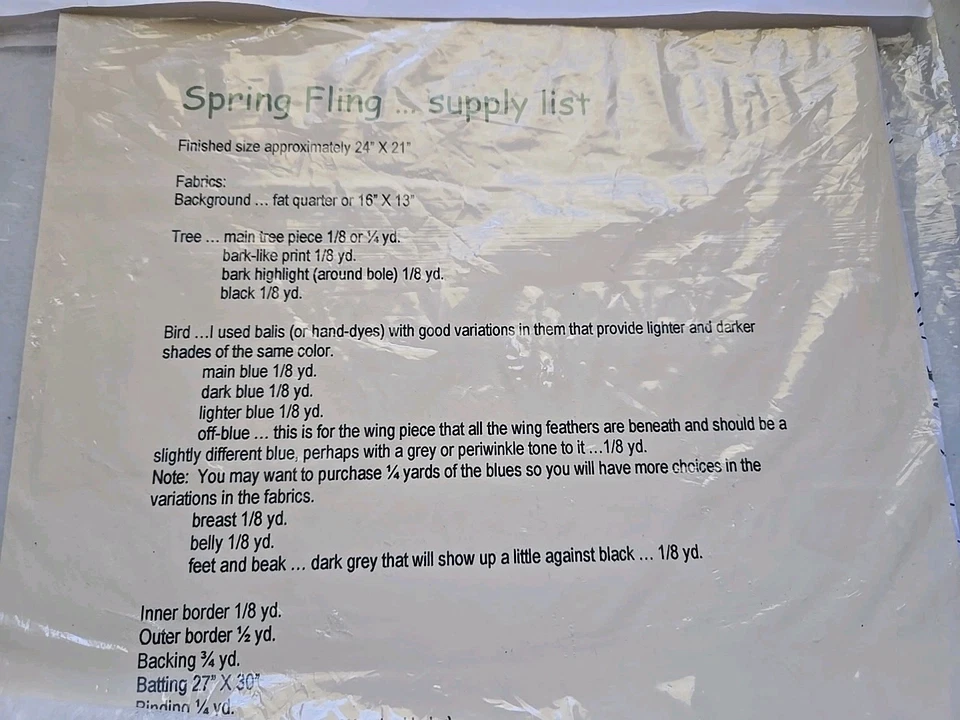 Spring Fling ... supply list
Finished size approximately 24" X 21"
Fabrics:
Background ... fat quarter or 16" X 13"
Tree ... main tree piece 1/8 or ¼ yd.
bark-like print 1/8 yd.
bark highlight (around bole) 1/8 yd.
black 1/8 yd.
Bird ...I used balis (or hand-dyes) with good variations in them that provide lighter and darker
shades of the same color.
main blue 1/8 yd.
dark blue 1/8 yd.
lighter blue 1/8 yd.
off-blue ... this is for the wing piece that all the wing feathers are beneath and should be a
slightly different blue, perhaps with a grey or periwinkle tone to it ...1/8 yd.
Note: You may want to purchase ¼ yards of the blues so you will have more choices in the
variations in the fabrics.
breast 1/8 yd.
belly 1/8 yd.
feet and beak ... dark grey that will show up a little against black ... 1/8 yd.
Inner border 1/8 yd.
Outer border ½ yd.
Backing ¾ yd.
Batting 27" X 30"
Binding ¼ yd.